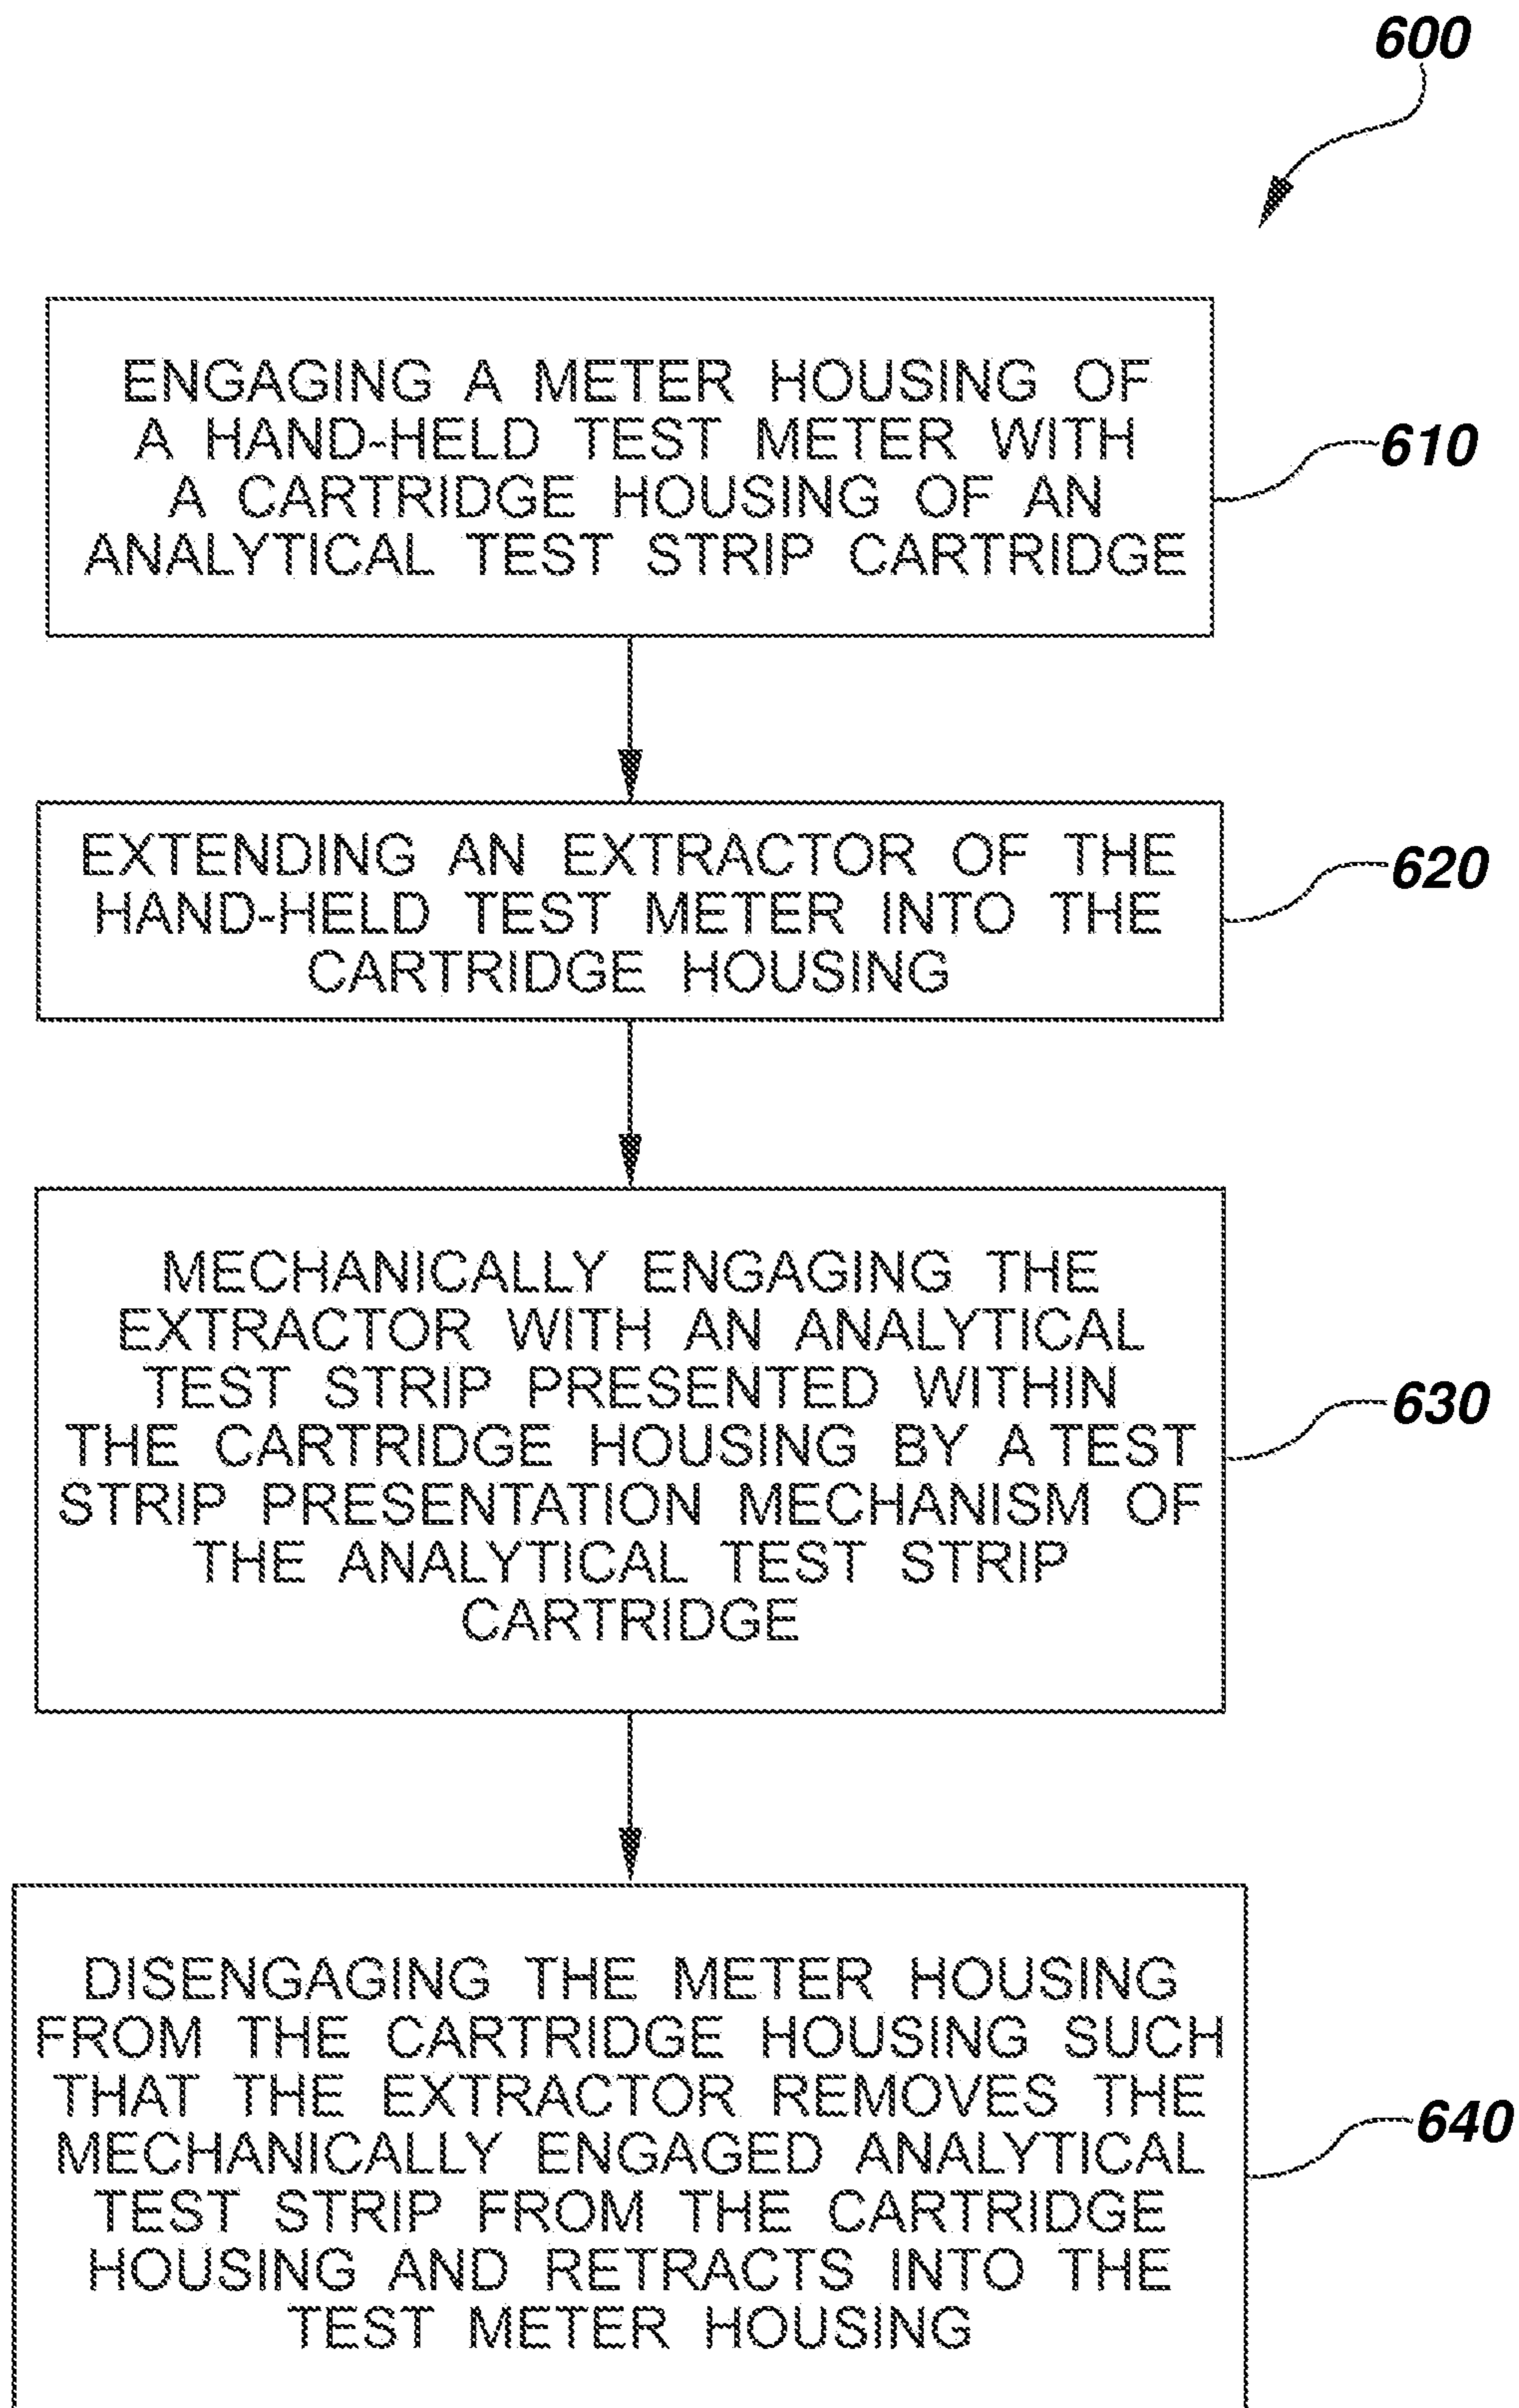 600
ENGAGING A METER HOUSING OF
A HAND-HELD TEST METER WITH
A CARTRIDGE HOUSING OF AN
ANALYTICAL TEST STRIP CARTRIDGE
610
EXTENDING AN EXTRACTOR OF THE
HAND-HELD TEST METER INTO THE
CARTRIDGE HOUSING
620
MECHANICALLY ENGAGING THE
EXTRACTOR WITH AN ANALYTICAL
TEST STRIP PRESENTED WITHIN
THE CARTRIDGE HOUSING BY A TEST
STRIP PRESENTATION MECHANISM OF
THE ANALYTICAL TEST STRIP
CARTRIDGE
630
DISENGAGING THE METER HOUSING
FROM THE CARTRIDGE HOUSING SUCH
THAT THE EXTRACTOR REMOVES THE
MECHANICALLY ENGAGED ANALYTICAL
TEST STRIP FROM THE CARTRIDGE
HOUSING AND RETRACTS INTO THE
TEST METER HOUSING
640